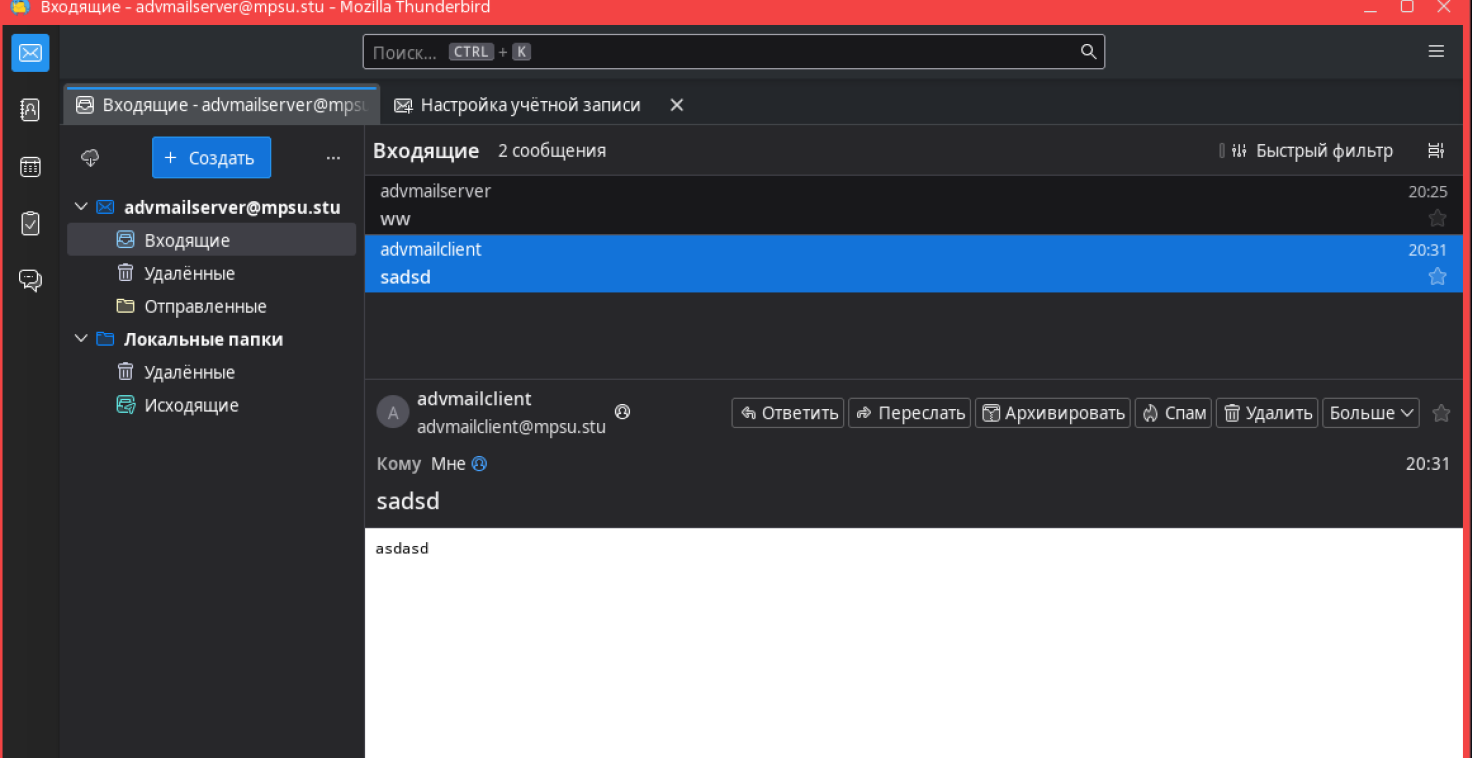 Входящие - advmailserver@mpsu.stu - Mozilla Thunderbird
Поиск... CTRL + K
Входящие - advmailserver@mpsu
Настройка учётной записи
+ Создать
...
Входящие 2 сообщения
Быстрый фильтр
advmailserver@mpsu.stu
Входящие
Удалённые
Отправленные
Локальные папки
Удалённые
Исходящие
advmailserver 20:25
ww
advmailclient 20:31
sadsd
A
advmailclient
advmailclient@mpsu.stu
Ответить Переслать Архивировать Спам Удалить Больше
Кому Мне 20:31
sadsd
asdasd